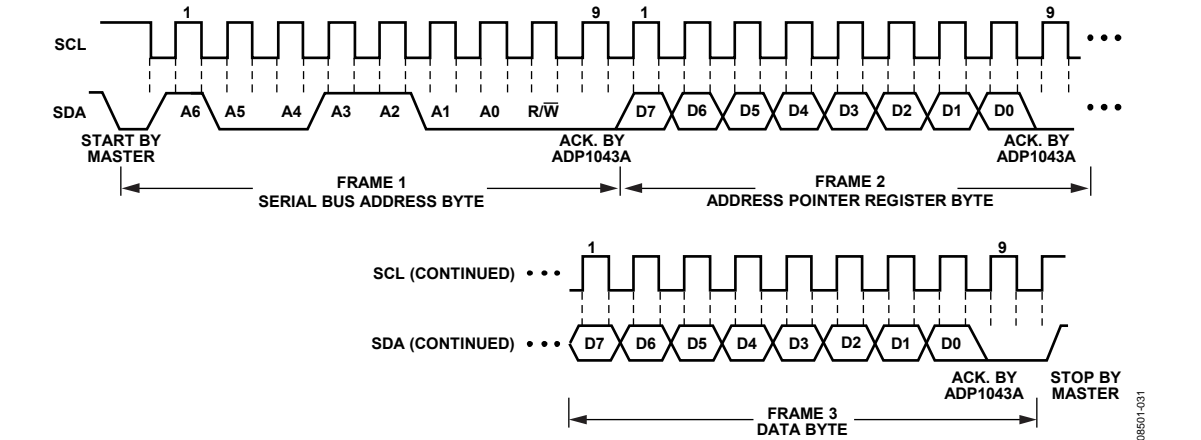 1 9 1 9
SCL
SDA A6 A5 A4 A3 A2 A1 A0 R/W̅ D7 D6 D5 D4 D3 D2 D1 D0
START BY
MASTER
ACK. BY
ADP1043A
ACK. BY
ADP1043A
FRAME 1
SERIAL BUS ADDRESS BYTE
FRAME 2
ADDRESS POINTER REGISTER BYTE
1 9
SCL (CONTINUED)
SDA (CONTINUED) D7 D6 D5 D4 D3 D2 D1 D0
ACK. BY
ADP1043A
STOP BY
MASTER
FRAME 3
DATA BYTE
08501-031